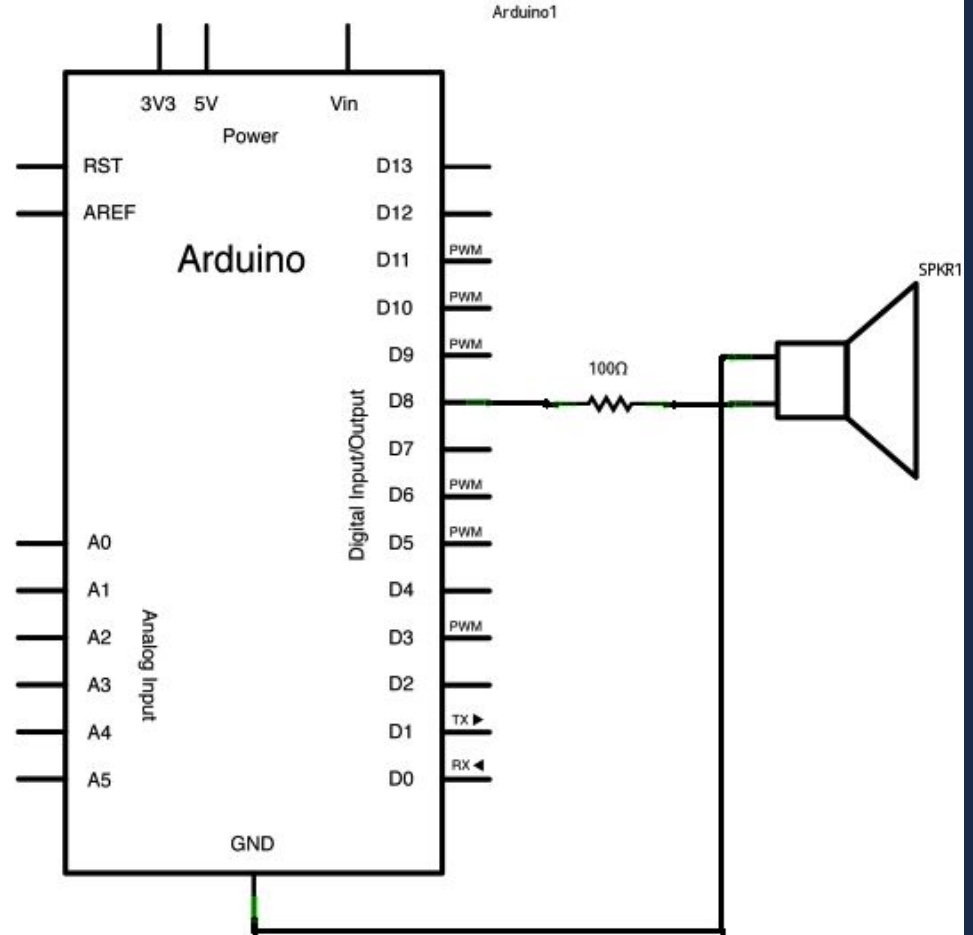 Arduino1
3V3 5V Vin
Power
RST D13
AREF D12
Arduino
D11 PWM
D10 PWM
SPKR1
D9 PWM
100Ω
D8
D7
Digital Input/Output
D6 PWM
A0 D5 PWM
A1 D4
A2 D3 PWM
Analog Input
A3 D2
A4 D1 TX ▶
A5 D0 RX ◀
GND